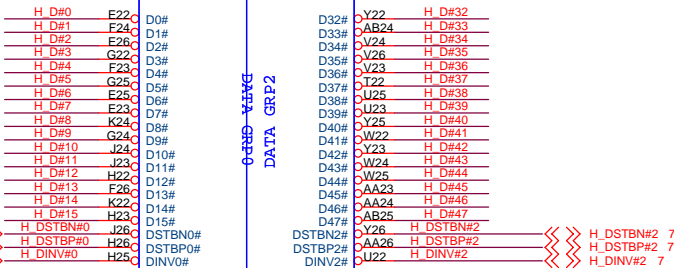 H_D#0 E22 D0# D32# Y22 H_D#32
H_D#1 F24 D1# D33# AB24 H_D#33
H_D#2 E26 D2# D34# V24 H_D#34
H_D#3 G22 D3# D35# V26 H_D#35
H_D#4 F23 D4# D36# V23 H_D#36
H_D#5 G25 D5# D37# T22 H_D#37
H_D#6 E25 D6# D38# U25 H_D#38
H_D#7 E23 D7# D39# U23 H_D#39
H_D#8 K24 D8# D40# Y25 H_D#40
H_D#9 G24 D9# D41# W22 H_D#41
H_D#10 J24 D10# D42# Y23 H_D#42
H_D#11 J23 D11# D43# W24 H_D#43
H_D#12 H22 D12# D44# W25 H_D#44
H_D#13 F26 D13# D45# AA23 H_D#45
H_D#14 K22 D14# D46# AA24 H_D#46
H_D#15 H23 D15# D47# AB25 H_D#47
H_DSTBN#0 J26 DSTBN0# DSTBN2# Y26 H_DSTBN#2 H_DSTBN#2 7
H_DSTBP#0 H26 DSTBP0# DSTBP2# AA26 H_DSTBP#2 H_DSTBP#2 7
H_DINV#0 H25 DINV0# DINV2# U22 H_DINV#2 H_DINV#2 7
DATA GRP0
DATA GRP2